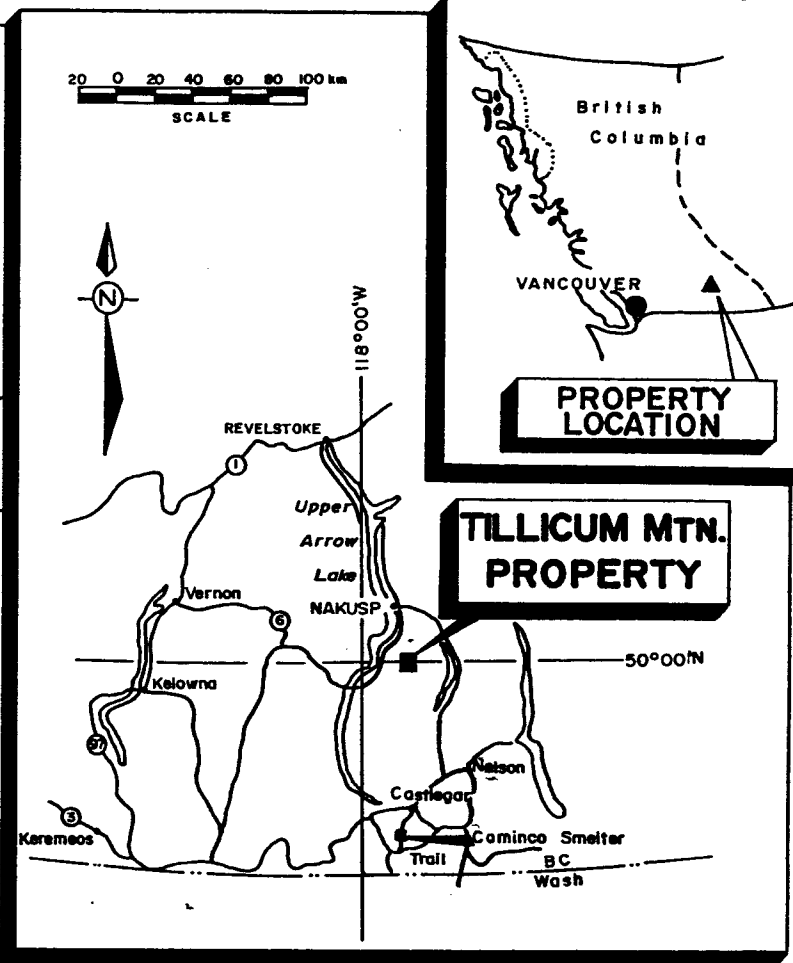 20 0 20 40 60 80 100 km
SCALE
British
Columbia
N
VANCOUVER
118°00'W
PROPERTY
LOCATION
REVELSTOKE
1
Upper
Arrow
Lake
TILLICUM MTN.
PROPERTY
Vernon
NAKUSP
6
50°00'N
Kelowna
97
Nelson
Castlegar
3
Keremeos
Caminco Smelter
Trail
BC
Wash